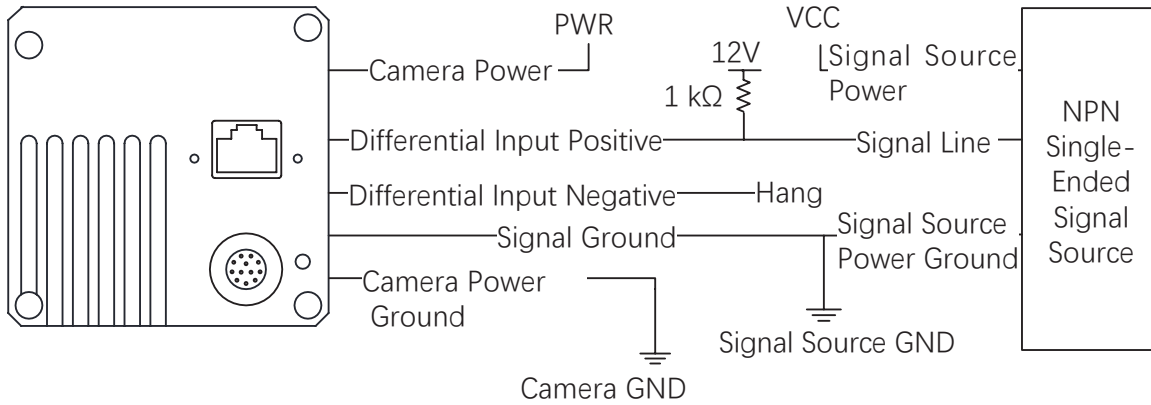 PWR
VCC
Camera Power
12V
Signal Source
Power
1 kΩ
Differential Input Positive
Signal Line
Differential Input Negative
Hang
Signal Ground
Signal Source
Power Ground
Camera Power
Ground
Signal Source GND
Camera GND
NPN
Single-
Ended
Signal
Source